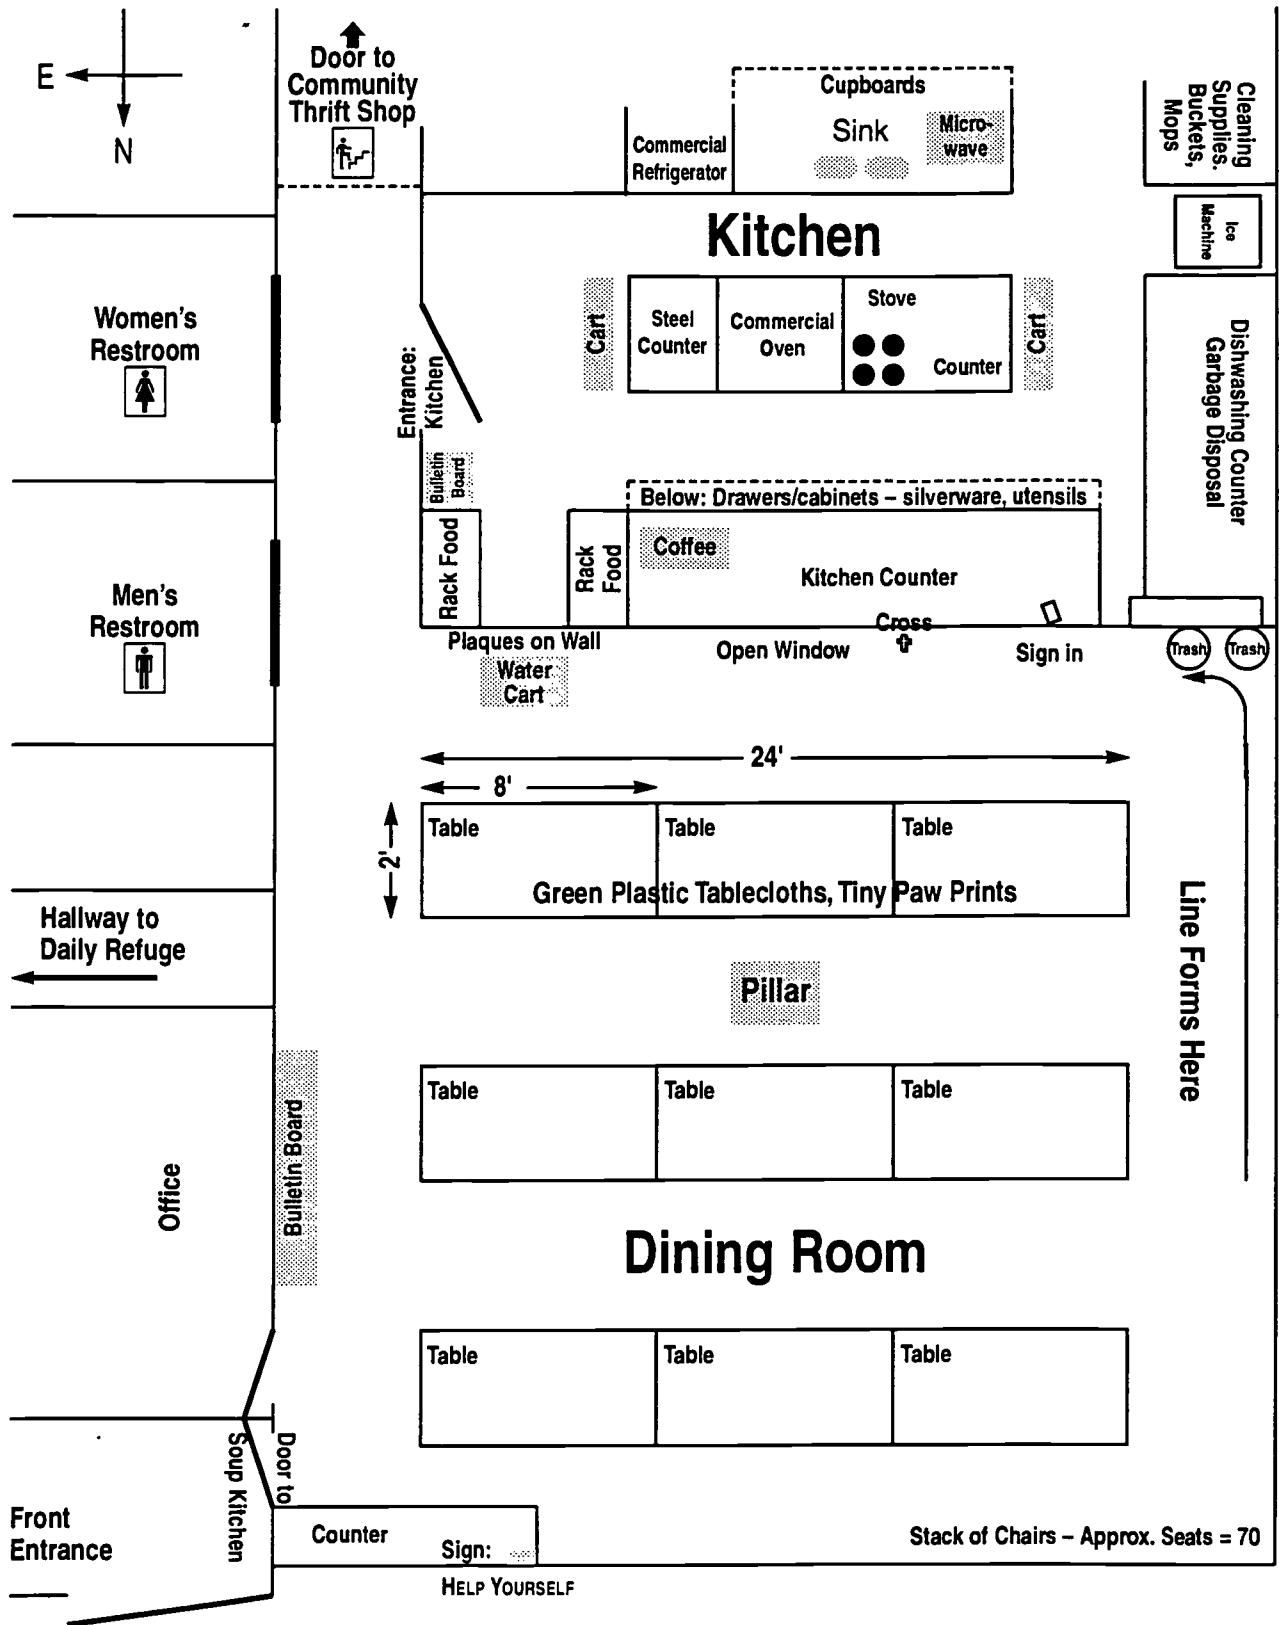 E
N
Door to
Community
Thrift Shop
Cupboards
Sink
Micro-
wave
Commercial
Refrigerator
Cleaning
Supplies.
Buckets,
Mops
Kitchen
Ice
Machine
Women's
Restroom
Entrance:
Kitchen
Cart
Steel
Counter
Commercial
Oven
Stove
Counter
Cart
Dishwashing Counter
Garbage Disposal
Bulletin
Board
Below: Drawers/cabinets – silverware, utensils
Rack Food
Rack
Food
Coffee
Kitchen Counter
Men's
Restroom
Cross
Plaques on Wall
Open Window
Sign in
Trash
Trash
Water
Cart
24'
8'
2'
Table
Table
Table
Green Plastic Tablecloths, Tiny Paw Prints
Hallway to
Daily Refuge
Pillar
Line Forms Here
Table
Table
Table
Office
Bulletin Board
Dining Room
Table
Table
Table
Door to
Soup Kitchen
Front
Entrance
Counter
Sign:
HELP YOURSELF
Stack of Chairs – Approx. Seats = 70